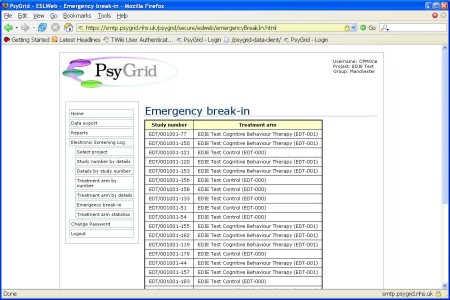 PsyGrid - ESLWeb - Emergency break-in - Mozilla Firefox
File Edit View Go Bookmarks Tools Help
https://smtp.psygrid.nhs.uk/psygrid/secure/eslweb/emergencyBreakIn.html Go
Getting Started Latest Headlines TWiki User Authenticat... PsyGrid - Login /psygrid-data-client/ PsyGrid - Login
PsyGrid
Username: CPMOne
Project: EDIE Test
Group: Manchester
Home
Data export
Reports
Electronic Screening Log
Select project
Study number by details
Details by study number
Treatment arm by number
Treatment arm by details
Emergency break-in
Treatment arm statistics
Change Password
Logout
Emergency break-in
Study number Treatment arm
EDT/001001-77 EDIE Test Cognitive Behaviour Therapy (EDT-001)
EDT/001001-150 EDIE Test Cognitive Behaviour Therapy (EDT-001)
EDT/001001-121 EDIE Test Control (EDT-000)
EDT/001001-120 EDIE Test Cognitive Behaviour Therapy (EDT-001)
EDT/001001-153 EDIE Test Cognitive Behaviour Therapy (EDT-001)
EDT/001001-156 EDIE Test Control (EDT-000)
EDT/001001-158 EDIE Test Control (EDT-000)
EDT/001001-133 EDIE Test Control (EDT-000)
EDT/001001-51 EDIE Test Control (EDT-000)
EDT/001001-54 EDIE Test Control (EDT-000)
EDT/001001-155 EDIE Test Cognitive Behaviour Therapy (EDT-001)
EDT/001001-182 EDIE Test Cognitive Behaviour Therapy (EDT-001)
EDT/001001-119 EDIE Test Cognitive Behaviour Therapy (EDT-001)
EDT/001001-179 EDIE Test Control (EDT-000)
EDT/001001-44 EDIE Test Cognitive Behaviour Therapy (EDT-001)
EDT/001001-157 EDIE Test Cognitive Behaviour Therapy (EDT-001)
EDT/001001-183 EDIE Test Control (EDT-000)
Done smtp.psygrid.nhs.uk